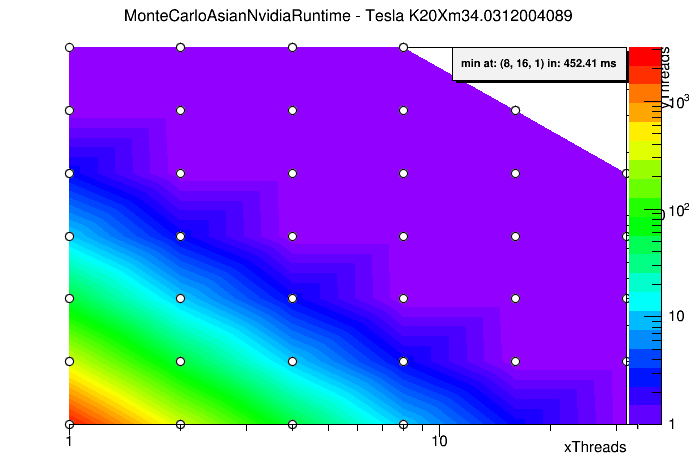 MonteCarloAsianNvidiaRuntime - Tesla K20Xm34.0312004089
min at: (8, 16, 1) in: 452.41 ms
yThreads
10³
10²
10
1
1
10
xThreads